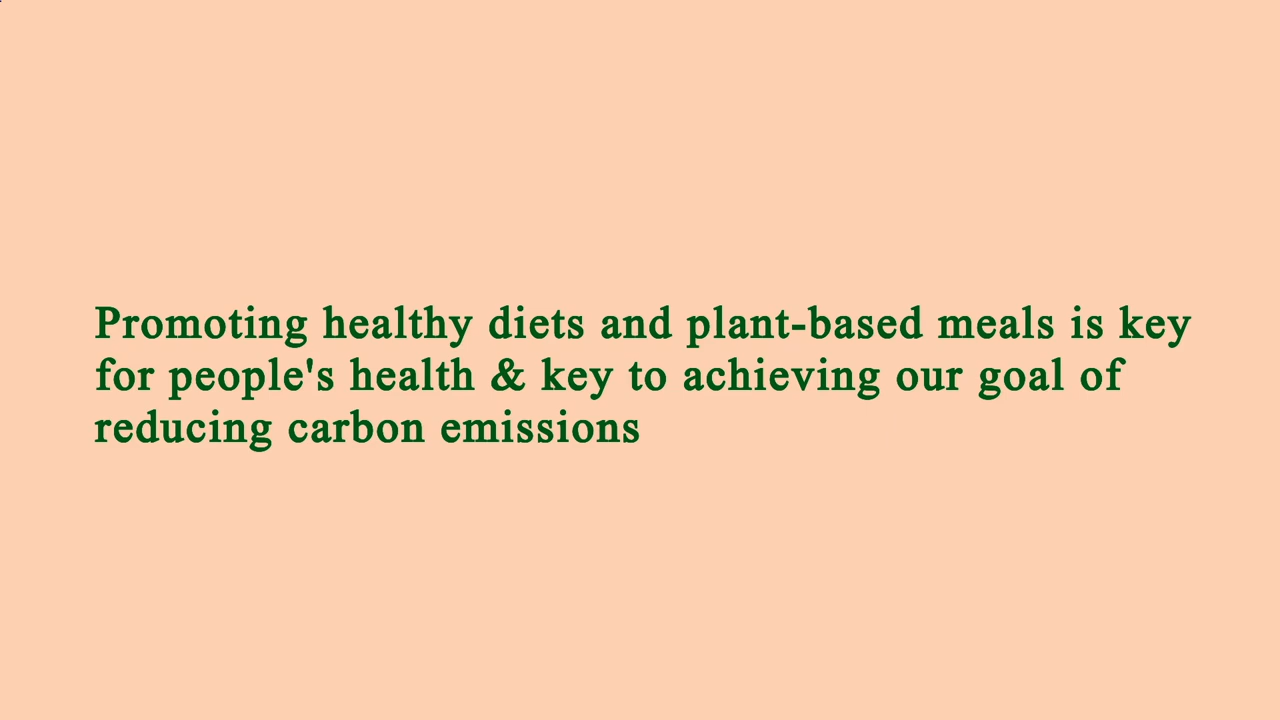 Promoting healthy diets and plant-based meals is key
for people's health & key to achieving our goal of
reducing carbon emissions